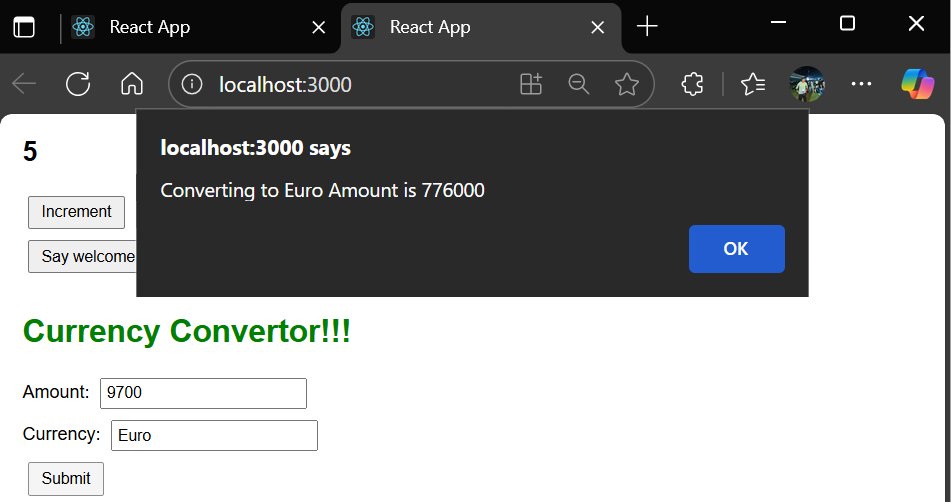 React App
React App
localhost:3000
5
localhost:3000 says
Converting to Euro Amount is 776000
OK
Increment
Say welcome
Currency Convertor!!!
Amount: 9700
Currency: Euro
Submit